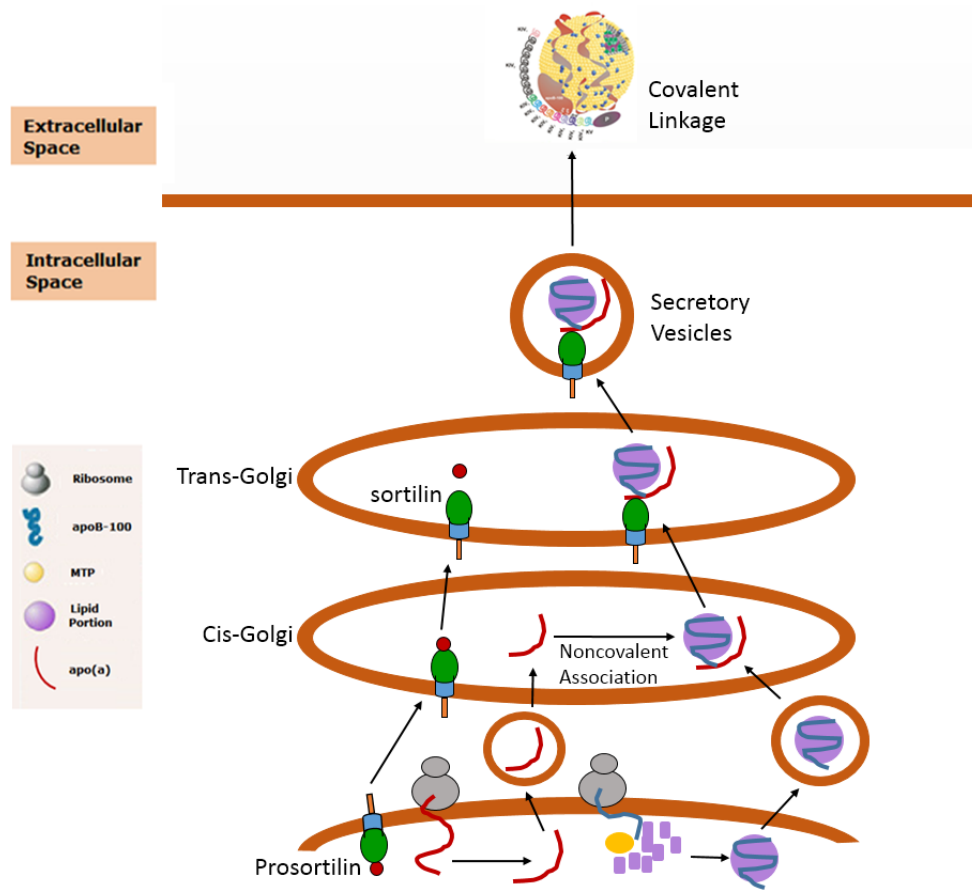 KIV
Covalent
Linkage
Extracellular
Space
Intracellular
Space
Secretory
Vesicles
Ribosome
apoB-100
MTP
Lipid
Portion
apo(a)
Trans-Golgi
sortilin
Cis-Golgi
Noncovalent
Association
Prosortilin